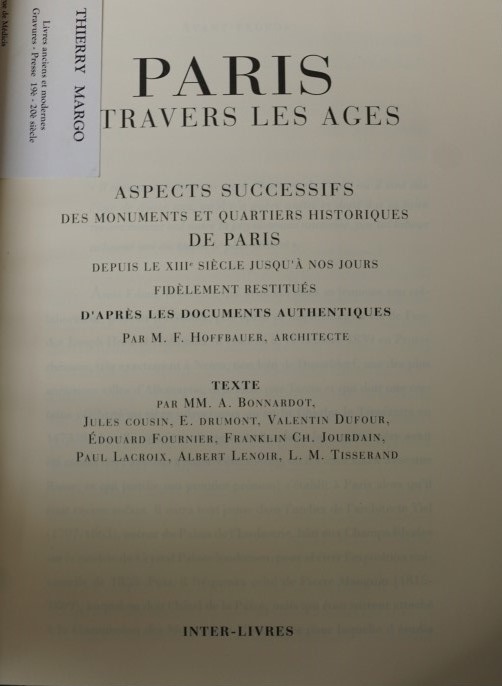 THIERRY MARGO
Livres anciens et modernes
Gravures - Presse 19è - 20è siècle
de Médicis
PARIS
TRAVERS LES AGES
ASPECTS SUCCESSIFS
DES MONUMENTS ET QUARTIERS HISTORIQUES
DE PARIS
DEPUIS LE XIIIe SIÈCLE JUSQU'À NOS JOURS
FIDÈLEMENT RESTITUÉS
D'APRÈS LES DOCUMENTS AUTHENTIQUES
PAR M. F. HOFFBAUER, ARCHITECTE
TEXTE
PAR MM. A. BONNARDOT,
JULES COUSIN, E. DRUMONT, VALENTIN DUFOUR,
ÉDOUARD FOURNIER, FRANKLIN CH. JOURDAIN,
PAUL LACROIX, ALBERT LENOIR, L. M. TISSERAND
INTER-LIVRES